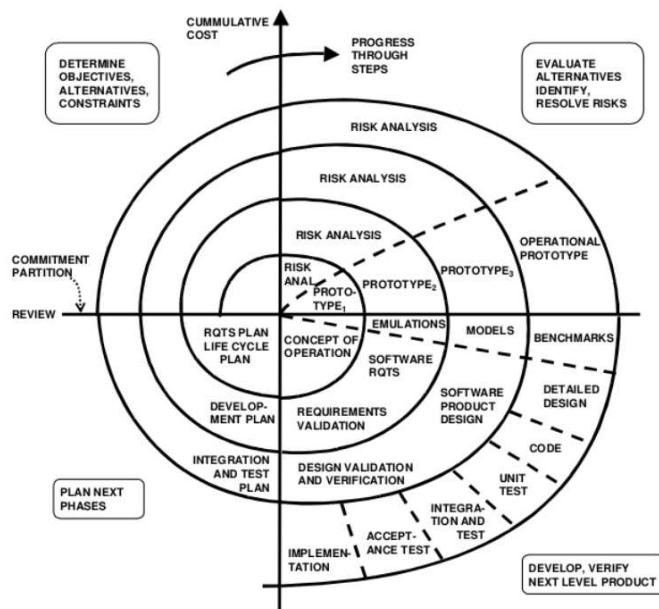 CUMMULATIVE
COST
PROGRESS
THROUGH
STEPS
DETERMINE
OBJECTIVES,
ALTERNATIVES,
CONSTRAINTS
EVALUATE
ALTERNATIVES
IDENTIFY,
RESOLVE RISKS
RISK ANALYSIS
RISK ANALYSIS
RISK ANALYSIS
RISK
ANAL.
PROTO-
TYPE1
PROTOTYPE2
PROTOTYPE3
OPERATIONAL
PROTOTYPE
COMMITMENT
PARTITION
REVIEW
EMULATIONS
MODELS
BENCHMARKS
RQTS PLAN
LIFE CYCLE
PLAN
CONCEPT OF
OPERATION
SOFTWARE
RQTS
SOFTWARE
PRODUCT
DESIGN
DETAILED
DESIGN
DEVELOP-
MENT PLAN
REQUIREMENTS
VALIDATION
CODE
INTEGRATION
AND TEST
PLAN
DESIGN VALIDATION
AND VERIFICATION
UNIT
TEST
PLAN NEXT
PHASES
INTEGRA-
TION AND
TEST
ACCEPT-
ANCE TEST
IMPLEMEN-
TATION
DEVELOP, VERIFY
NEXT LEVEL PRODUCT